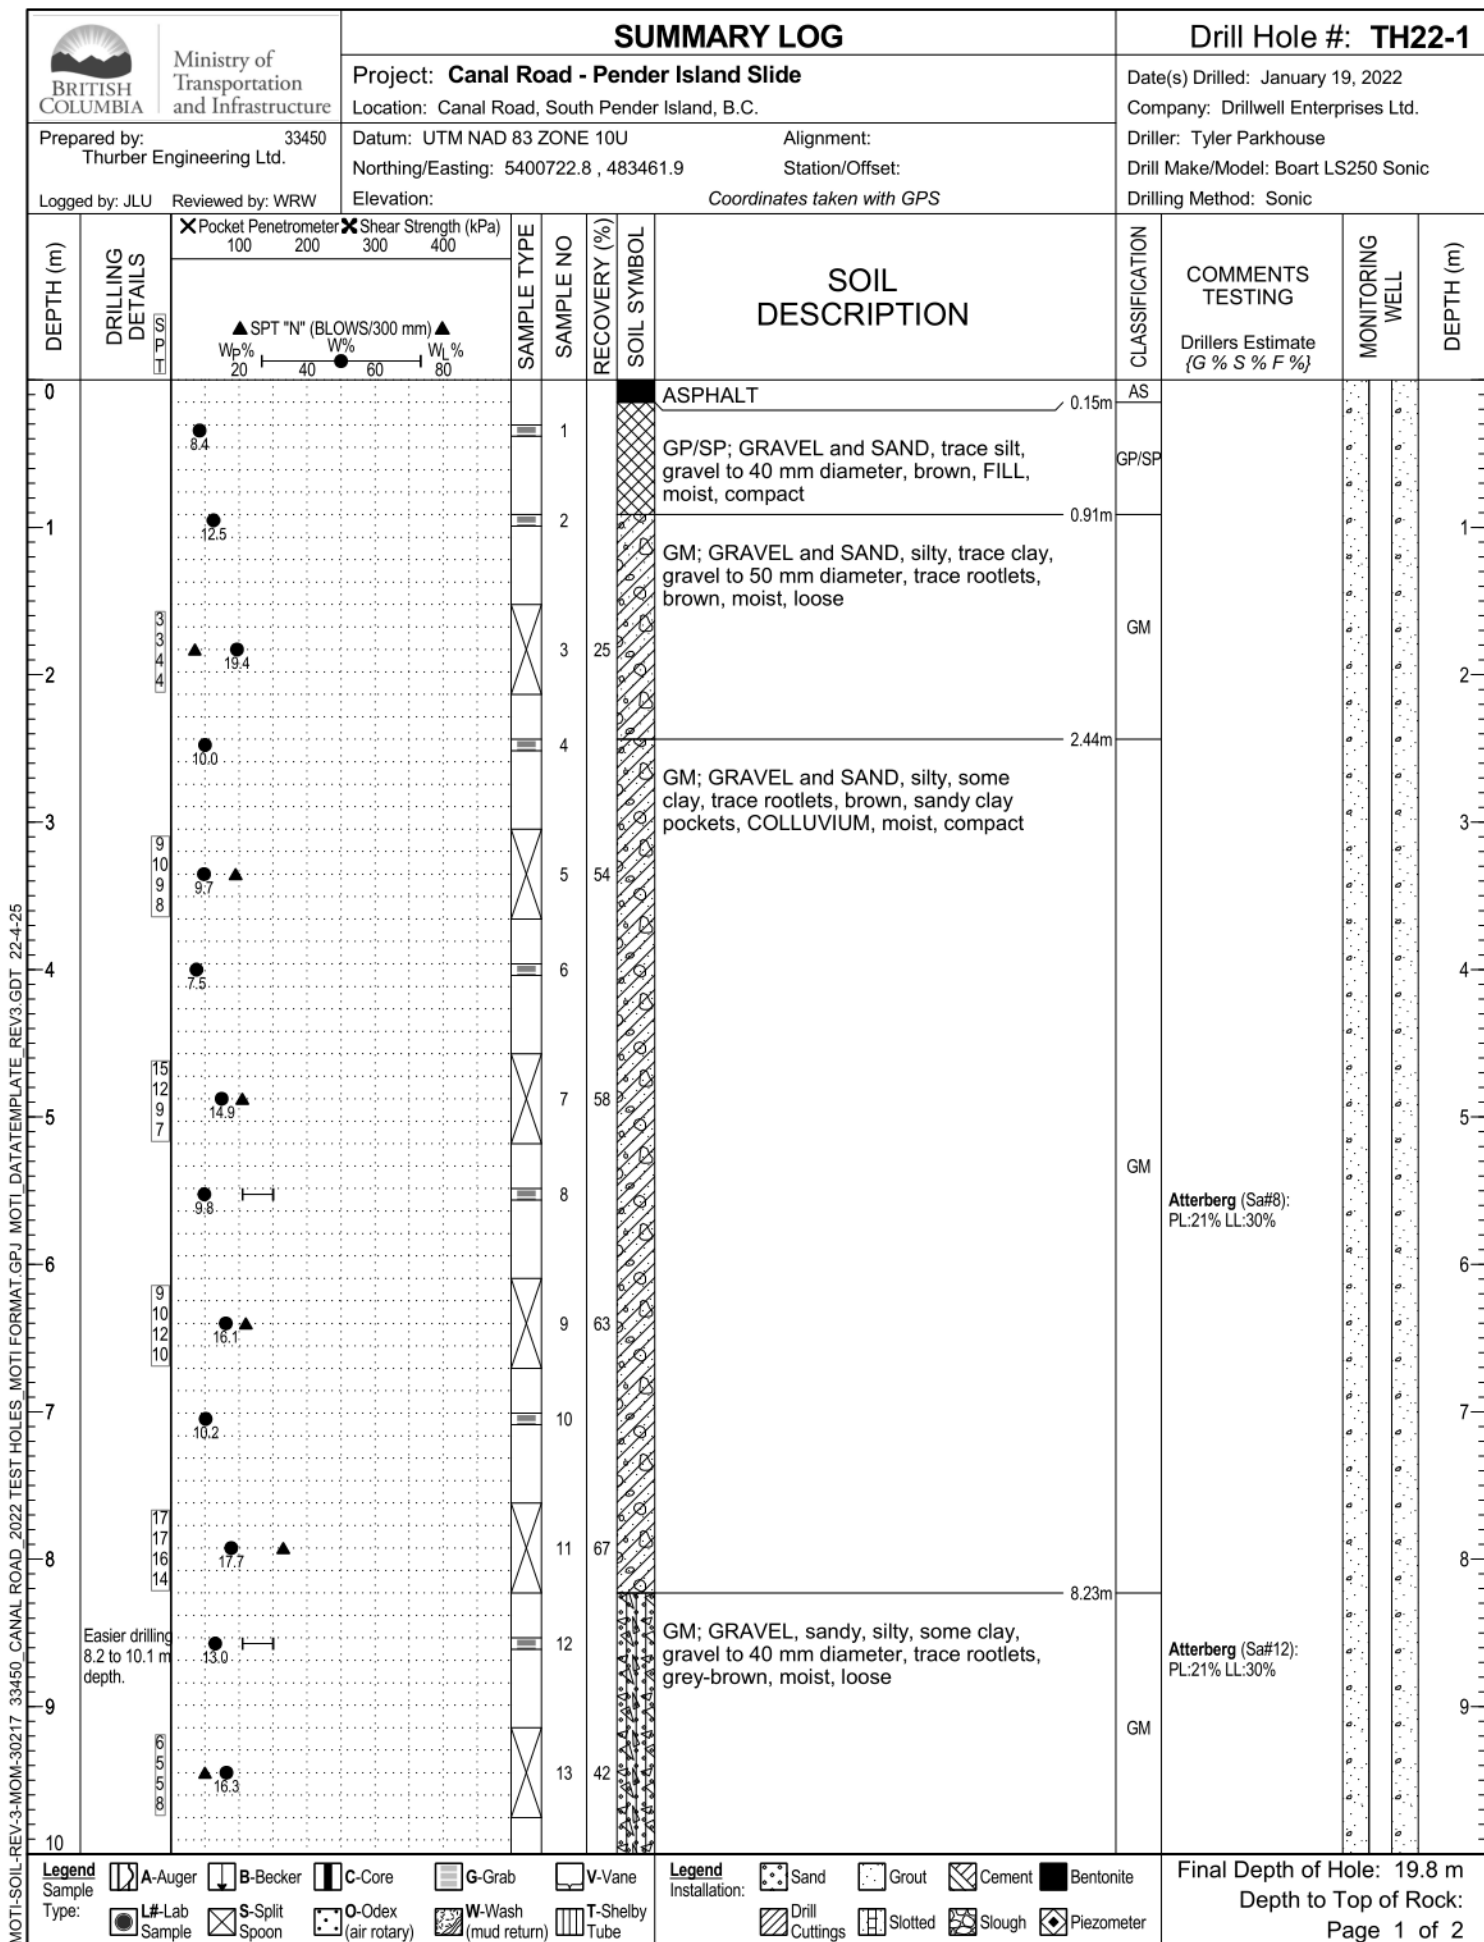 BRITISH
COLUMBIA
Ministry of
Transportation
and Infrastructure
SUMMARY LOG
Drill Hole #: TH22-1
Project: Canal Road - Pender Island Slide
Location: Canal Road, South Pender Island, B.C.
Date(s) Drilled: January 19, 2022
Company: Drillwell Enterprises Ltd.
Prepared by: 33450
Thurber Engineering Ltd.
Logged by: JLU Reviewed by: WRW
Datum: UTM NAD 83 ZONE 10U Alignment:
Northing/Easting: 5400722.8 , 483461.9 Station/Offset:
Elevation: Coordinates taken with GPS
Driller: Tyler Parkhouse
Drill Make/Model: Boart LS250 Sonic
Drilling Method: Sonic
DEPTH (m)
DRILLING
DETAILS
S
P
T
Pocket Penetrometer Shear Strength (kPa)
100 200 300 400
SPT "N" (BLOWS/300 mm)
WP% W% WL%
20 40 60 80
SAMPLE TYPE
SAMPLE NO
RECOVERY (%)
SOIL SYMBOL
SOIL
DESCRIPTION
CLASSIFICATION
COMMENTS
TESTING
Drillers Estimate
{G % S % F %}
MONITORING
WELL
DEPTH (m)
0
ASPHALT
0.15m
AS
8.4
1
GP/SP; GRAVEL and SAND, trace silt,
gravel to 40 mm diameter, brown, FILL,
moist, compact
GP/SP
0.91m
12.5
2
1
1
GM; GRAVEL and SAND, silty, trace clay,
gravel to 50 mm diameter, trace rootlets,
brown, moist, loose
GM
3
3
4
4
19.4
3 25
2
2
2.44m
10.0
4
GM; GRAVEL and SAND, silty, some
clay, trace rootlets, brown, sandy clay
pockets, COLLUVIUM, moist, compact
3
3
9
10
9
8
9.7
5 54
4
4
7.5
6
15
12
9
7
14.9
7 58
5
5
GM
9.8
8
Atterberg (Sa#8):
PL:21% LL:30%
6
6
9
10
12
10
16.1
9 63
7
7
10.2
10
17
17
16
14
17.7
11 67
8
8
8.23m
Easier drilling
8.2 to 10.1 m
depth.
13.0
12
GM; GRAVEL, sandy, silty, some clay,
gravel to 40 mm diameter, trace rootlets,
grey-brown, moist, loose
Atterberg (Sa#12):
PL:21% LL:30%
9
9
GM
6
5
5
8
16.3
13 42
10
MOTI-SOIL-REV-3-MOM-30217 33450_CANAL ROAD_2022 TEST HOLES_MOTI FORMAT.GPJ MOTI_DATATEMPLATE_REV3.GDT 22-4-25
Legend
Sample
Type:
A-Auger
B-Becker
C-Core
G-Grab
V-Vane
L#-Lab
Sample
S-Split
Spoon
O-Odex
(air rotary)
W-Wash
(mud return)
T-Shelby
Tube
Legend
Installation:
Sand
Grout
Cement
Bentonite
Drill
Cuttings
Slotted
Slough
Piezometer
Final Depth of Hole: 19.8 m
Depth to Top of Rock:
Page 1 of 2